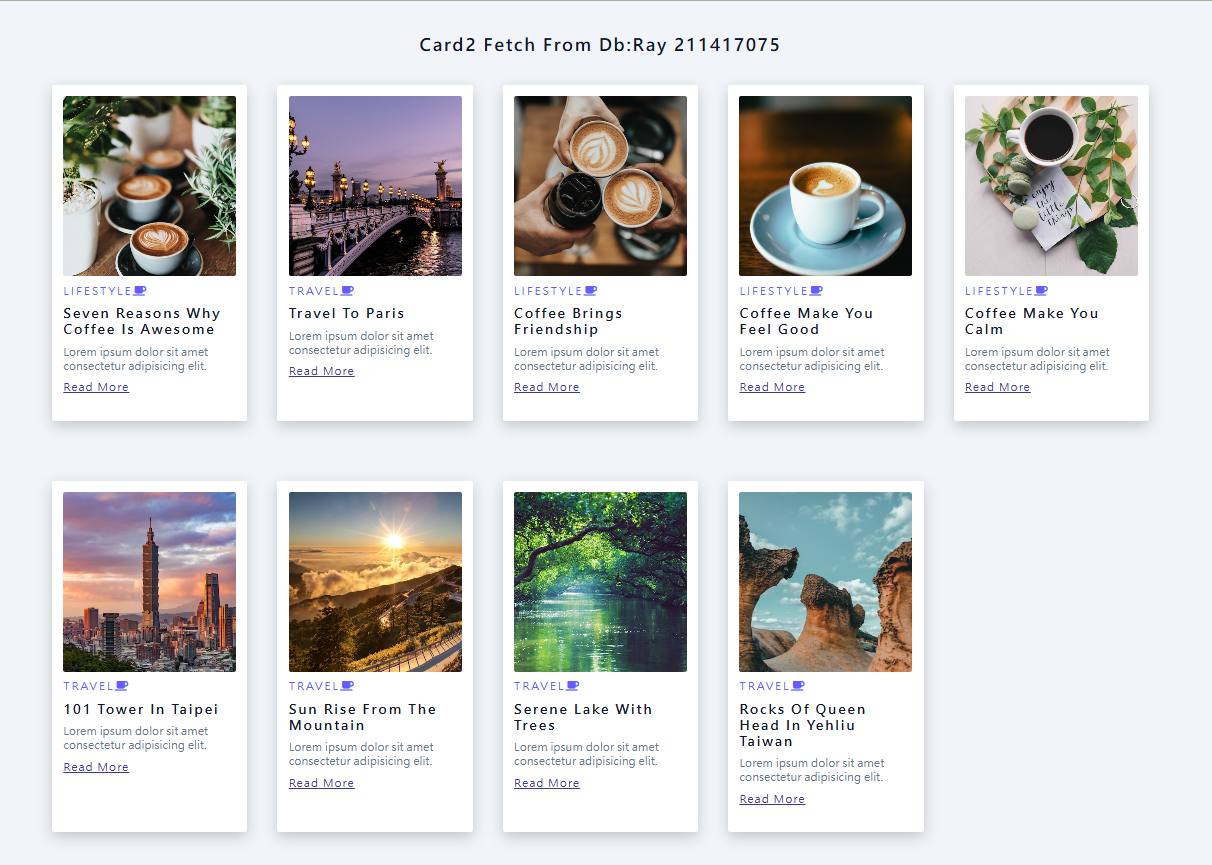 Card2 Fetch From Db:Ray 211417075
enjoy
the
little
things
LIFESTYLE
Seven Reasons Why
Coffee Is Awesome
Lorem ipsum dolor sit amet
consectetur adipisicing elit.
Read More
TRAVEL
Travel To Paris
Lorem ipsum dolor sit amet
consectetur adipisicing elit.
Read More
LIFESTYLE
Coffee Brings
Friendship
Lorem ipsum dolor sit amet
consectetur adipisicing elit.
Read More
LIFESTYLE
Coffee Make You
Feel Good
Lorem ipsum dolor sit amet
consectetur adipisicing elit.
Read More
LIFESTYLE
Coffee Make You
Calm
Lorem ipsum dolor sit amet
consectetur adipisicing elit.
Read More
TRAVEL
101 Tower In Taipei
Lorem ipsum dolor sit amet
consectetur adipisicing elit.
Read More
TRAVEL
Sun Rise From The
Mountain
Lorem ipsum dolor sit amet
consectetur adipisicing elit.
Read More
TRAVEL
Serene Lake With
Trees
Lorem ipsum dolor sit amet
consectetur adipisicing elit.
Read More
TRAVEL
Rocks Of Queen
Head In Yehliu
Taiwan
Lorem ipsum dolor sit amet
consectetur adipisicing elit.
Read More